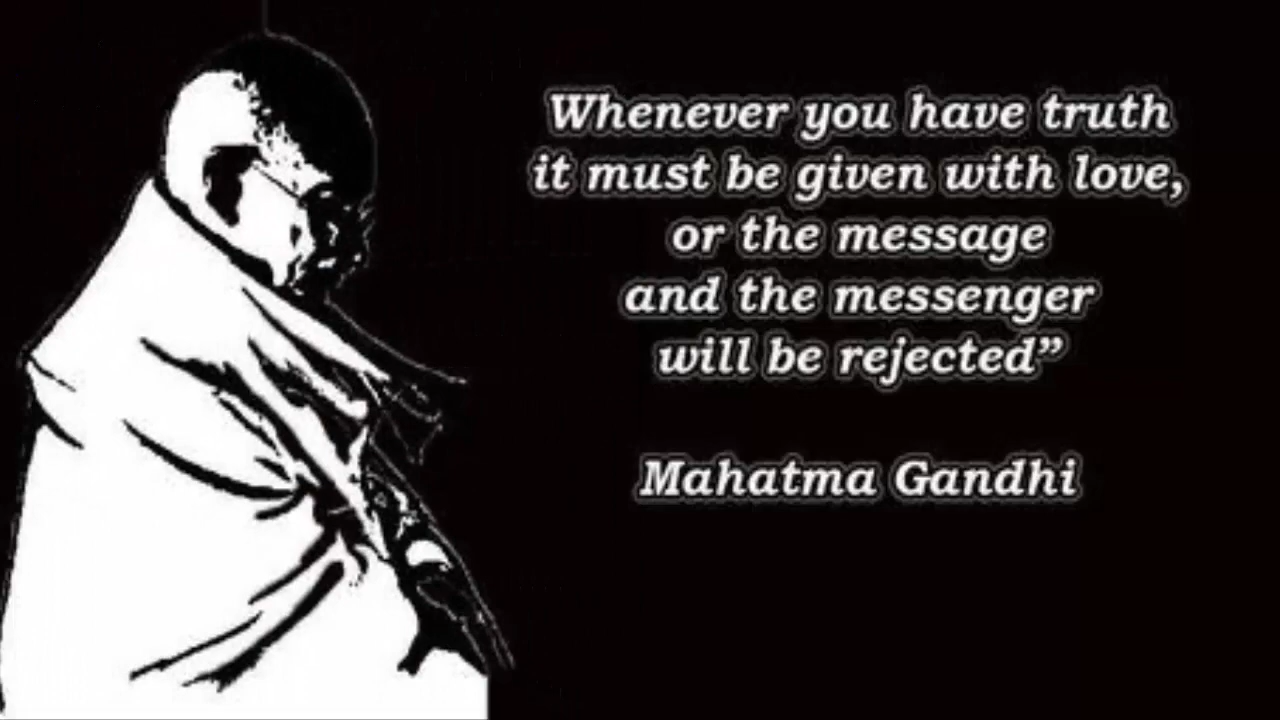 Whenever you have truth
it must be given with love,
or the message
and the messenger
will be rejected”
Mahatma Gandhi